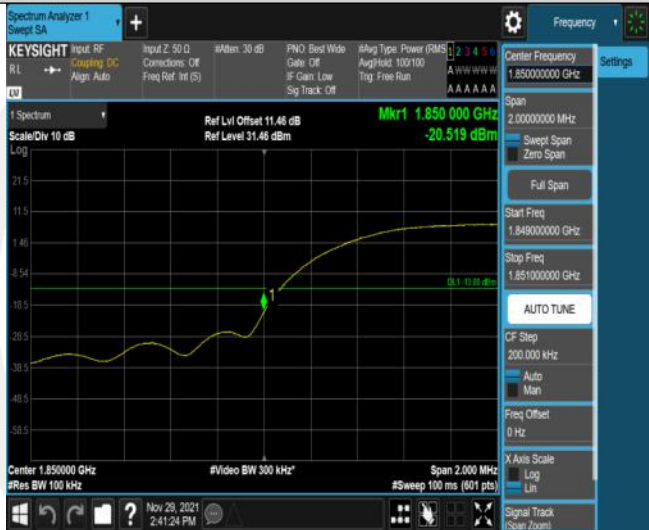 Spectrum Analyzer 1
Swept SA
+
Frequency
KEYSIGHT
R L
LV
Input: RF
Coupling: DC
Align: Auto
Input Z: 50 Ω
Corrections: Off
Freq Ref: Int (S)
#Atten: 30 dB
PNO: Best Wide
Gate: Off
IF Gain: Low
Sig Track: Off
#Avg Type: Power (RMS
Avg|Hold: 100/100
Trig: Free Run
1 2 3 4 5 6
A W W W W W
A A A A A A
1 Spectrum
Scale/Div 10 dB
Log
Ref Lvl Offset 11.46 dB
Ref Level 31.46 dBm
Mkr1 1.850 000 GHz
-20.519 dBm
21.5
11.5
1.46
-8.54
-18.5
-28.5
-38.5
-48.5
-58.5
DL1 -13.00 dBm
1
Center 1.850000 GHz
#Res BW 100 kHz
#Video BW 300 kHz*
Span 2.000 MHz
#Sweep 100 ms (601 pts)
Center Frequency
1.850000000 GHz
Settings
Span
2.00000000 MHz
Swept Span
Zero Span
Full Span
Start Freq
1.849000000 GHz
Stop Freq
1.851000000 GHz
AUTO TUNE
CF Step
200.000 kHz
Auto
Man
Freq Offset
0 Hz
X Axis Scale
Log
Lin
Signal Track
(Span Zoom)
?
Nov 29, 2021
2:41:24 PM